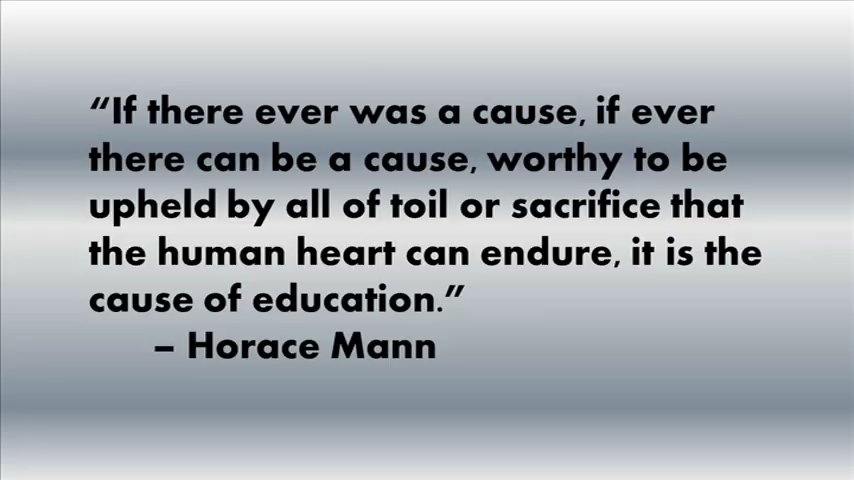 “If there ever was a cause, if ever
there can be a cause, worthy to be
upheld by all of toil or sacrifice that
the human heart can endure, it is the
cause of education.”
– Horace Mann